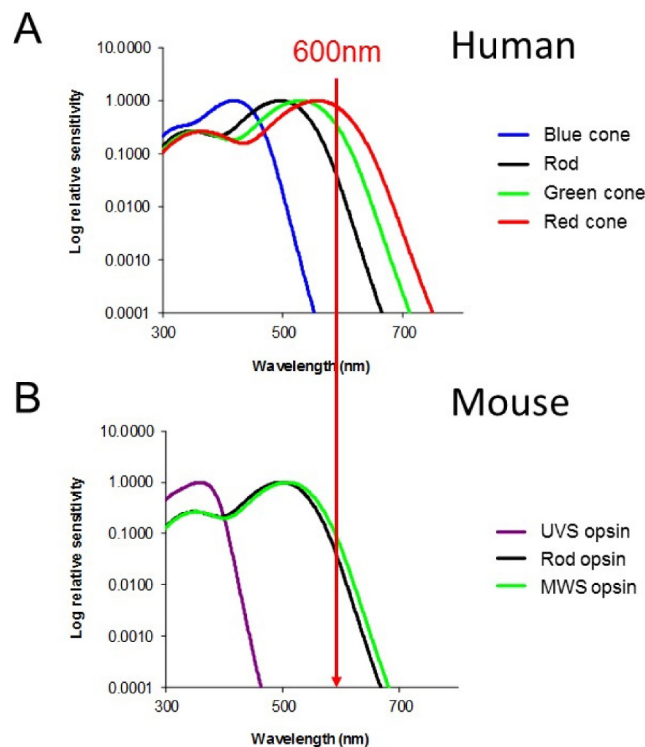 A
600nm
Human
Log relative sensitivity
10.0000
1.0000
0.1000
0.0100
0.0010
0.0001
300
500
700
Wavelength (nm)
Blue cone
Rod
Green cone
Red cone
B
Mouse
Log relative sensitivity
10.0000
1.0000
0.1000
0.0100
0.0010
0.0001
300
500
700
Wavelength (nm)
UVS opsin
Rod opsin
MWS opsin